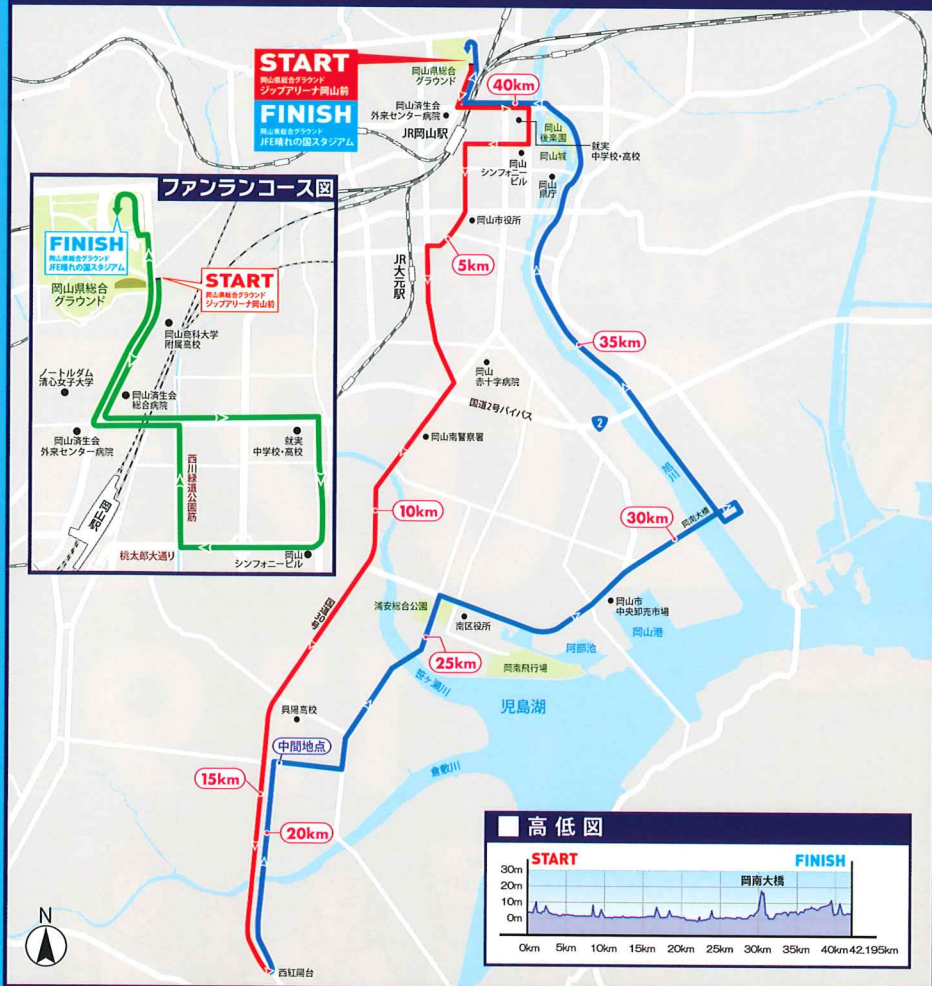 START
岡山県総合グラウンド
ジップアリーナ岡山前
FINISH
岡山県総合グラウンド
JFE晴れの国スタジアム
岡山県総合
グラウンド
岡山済生会
外来センター病院
JR岡山駅
40km
岡山
後楽園
就実
中学校・高校
岡山城
岡山
シンフォニー
ビル
岡山
県庁
岡山市役所
5km
JR大元駅
35km
岡山
赤十字病院
国道2号バイパス
2
岡山南警察署
旭川
10km
30km
岡南大橋
国道30号
浦安総合公園
南区役所
岡山市
中央卸売市場
岡山港
阿部池
25km
岡南飛行場
笹ヶ瀬川
児島湖
興陽高校
中間地点
倉敷川
15km
20km
西紅陽台
N
ファンランコース図
FINISH
岡山県総合グラウンド
JFE晴れの国スタジアム
START
岡山県総合グラウンド
ジップアリーナ岡山前
岡山県総合
グラウンド
岡山商科大学
附属高校
ノートルダム
清心女子大学
岡山済生会
総合病院
岡山済生会
外来センター病院
就実
中学校・高校
西川緑道公園筋
岡山駅
桃太郎大通り
岡山
シンフォニービル
高低図
START
FINISH
岡南大橋
30m
20m
10m
0m
0km 5km 10km 15km 20km 25km 30km 35km 40km 42.195km